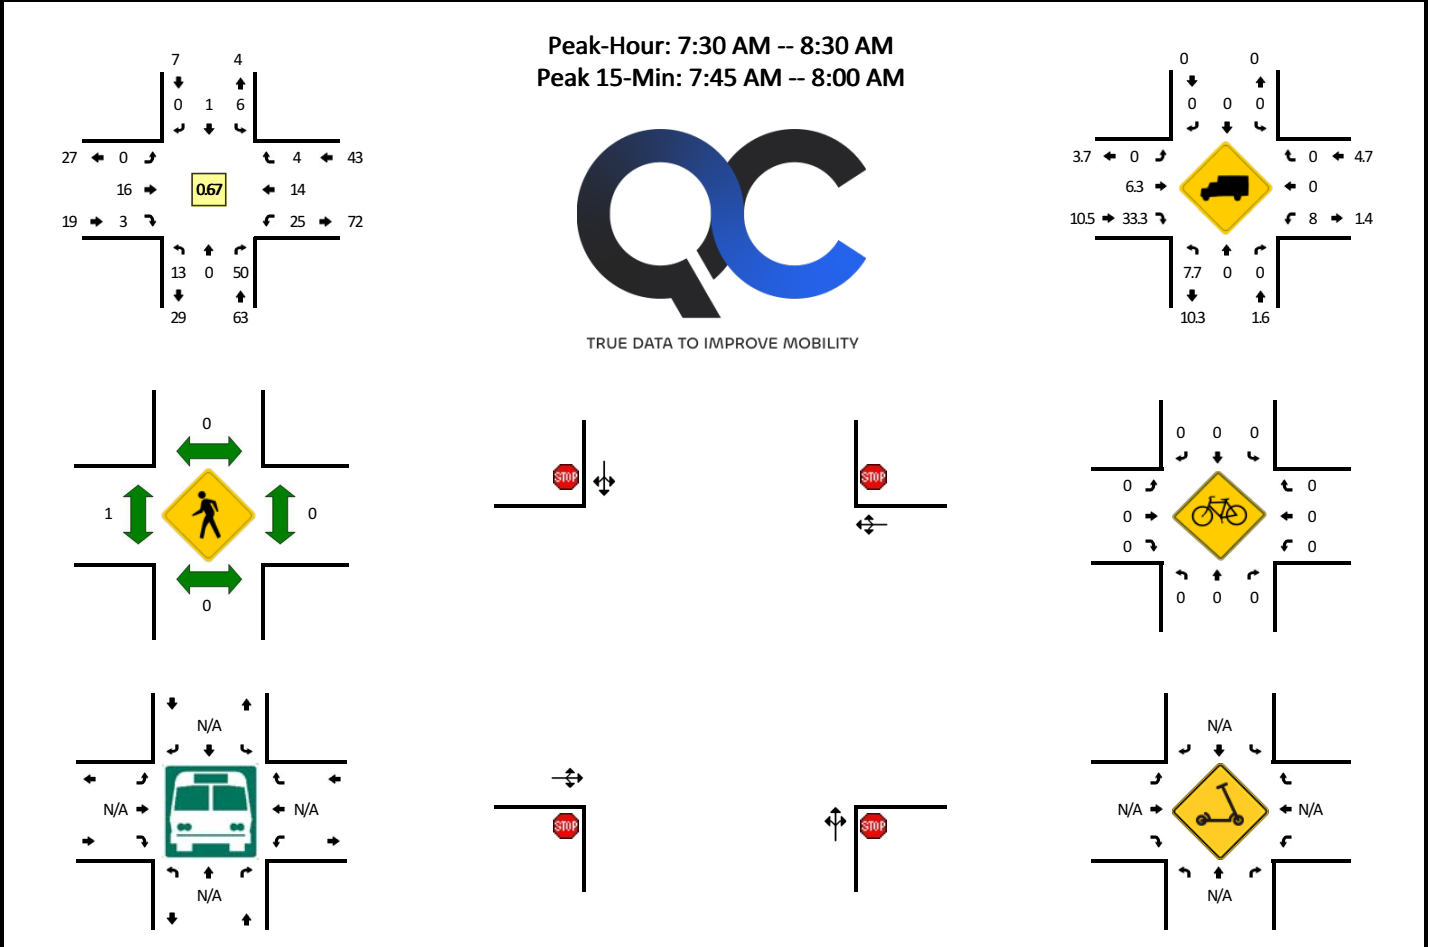 Peak-Hour: 7:30 AM -- 8:30 AM
Peak 15-Min: 7:45 AM -- 8:00 AM
7 4
0 1 6
27 0 4 43
16 0.67 14
19 3 25 72
13 0 50
29 63
QC
TRUE DATA TO IMPROVE MOBILITY
0 0
0 0 0
3.7 0 0 4.7
6.3 0
10.5 33.3 8 1.4
7.7 0 0
10.3 1.6
0
1 0
0
STOP STOP
0 0 0
0 0
0 0
0 0
0 0 0
N/A
N/A N/A
N/A
STOP STOP
N/A
N/A N/A
N/A